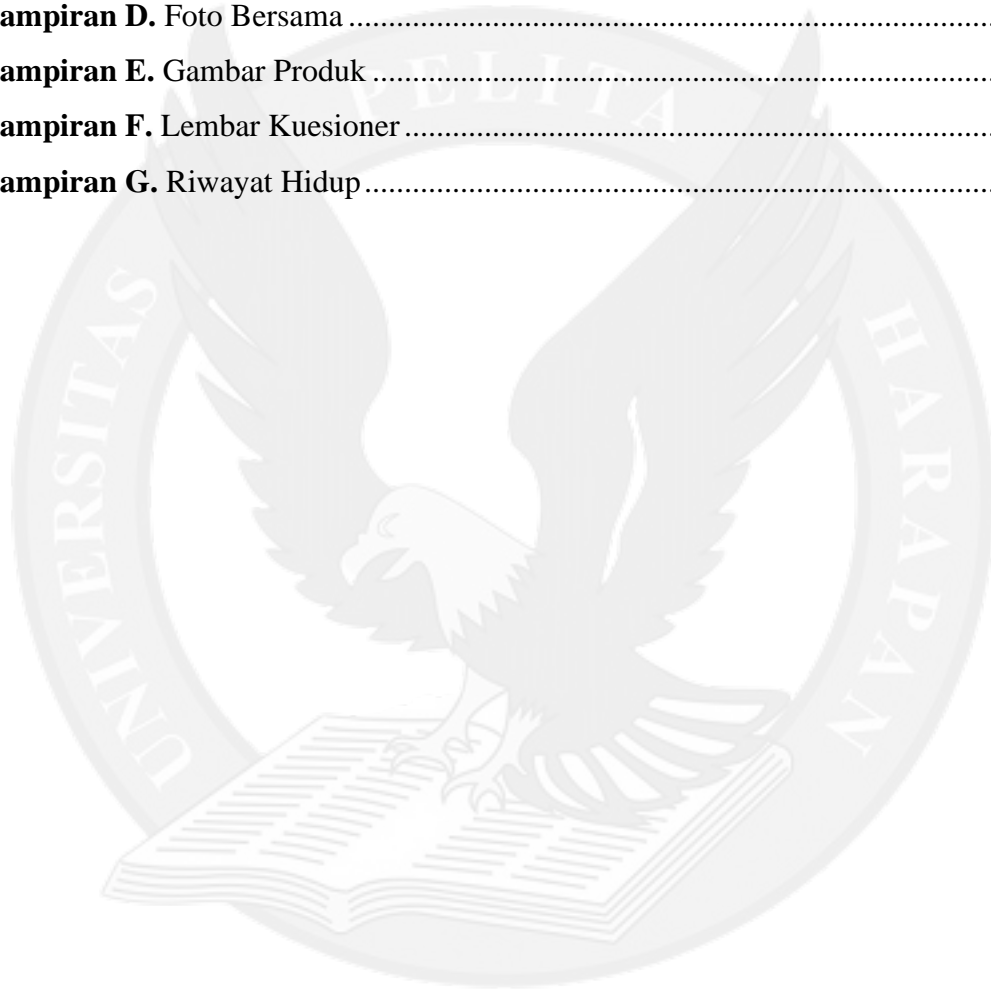 ampiran D. Foto Bersama ........................................................................................
ampiran E. Gambar Produk .....................................................................................
ampiran F. Lembar Kuesioner .................................................................................
ampiran G. Riwayat Hidup ......................................................................................
UNIVERSITAS PELITA HARAPAN